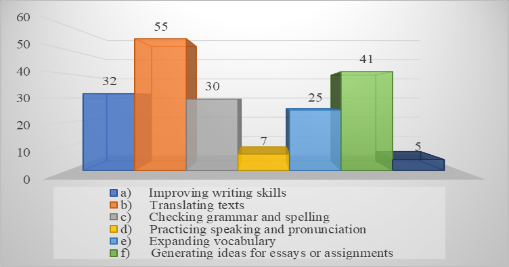 60
50
40
30
20
10
0
32
55
30
7
25
41
5
a) Improving writing skills
b) Translating texts
c) Checking grammar and spelling
d) Practicing speaking and pronunciation
e) Expanding vocabulary
f) Generating ideas for essays or assignments